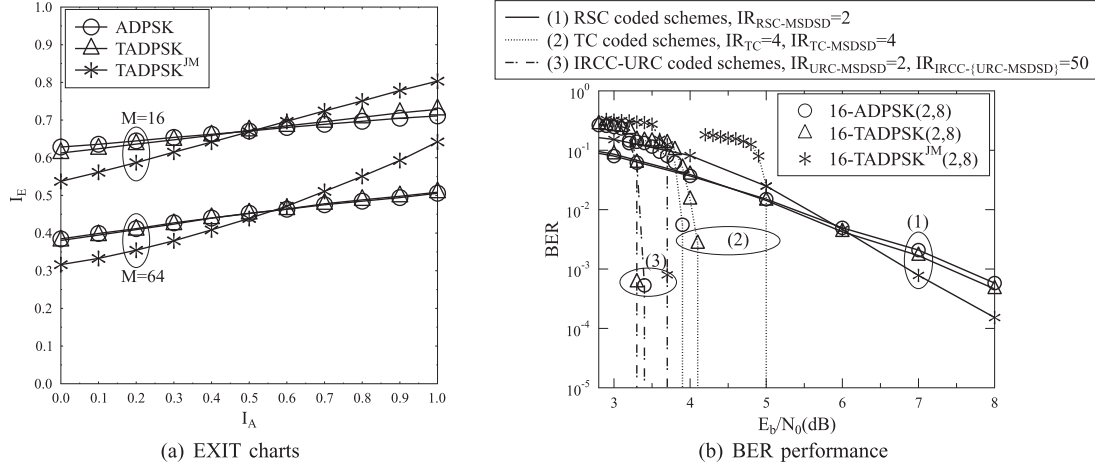 ADPSK
TADPSK
TADPSK^JM
M=16
M=64
I_E
1.0
0.9
0.8
0.7
0.6
0.5
0.4
0.3
0.2
0.1
0.0
0.0 0.1 0.2 0.3 0.4 0.5 0.6 0.7 0.8 0.9 1.0
I_A
(a) EXIT charts
(1) RSC coded schemes, IR_RSC-MSDSD=2
(2) TC coded schemes, IR_TC=4, IR_TC-MSDSD=4
(3) IRCC-URC coded schemes, IR_URC-MSDSD=2, IR_IRCC-{URC-MSDSD}=50
16-ADPSK(2,8)
16-TADPSK(2,8)
16-TADPSK^JM(2,8)
(1)
(2)
(3)
BER
10^0
10^-1
10^-2
10^-3
10^-4
10^-5
3 4 5 6 7 8
E_b/N_0(dB)
(b) BER performance